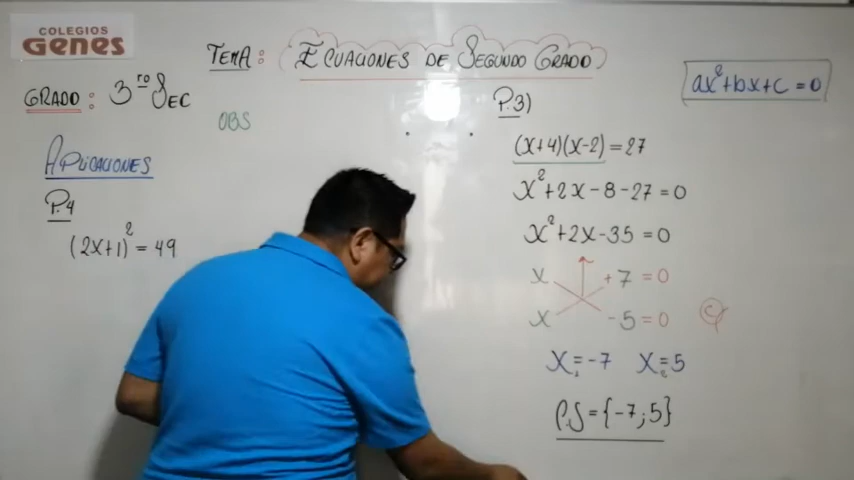 COLEGIOS
Genes
TEMA: ECUACIONES DE SEGUNDO GRADO
ax²+bx+c=0
GRADO: 3ro SEC
OBS
APLICACIONES
P.4
(2x+1)² = 49
P.3)
(x+4)(x-2)=27
x²+2x-8-27=0
x²+2x-35=0
x +7=0
x -5=0
x₁=-7 x₂=5
C.S={-7;5}